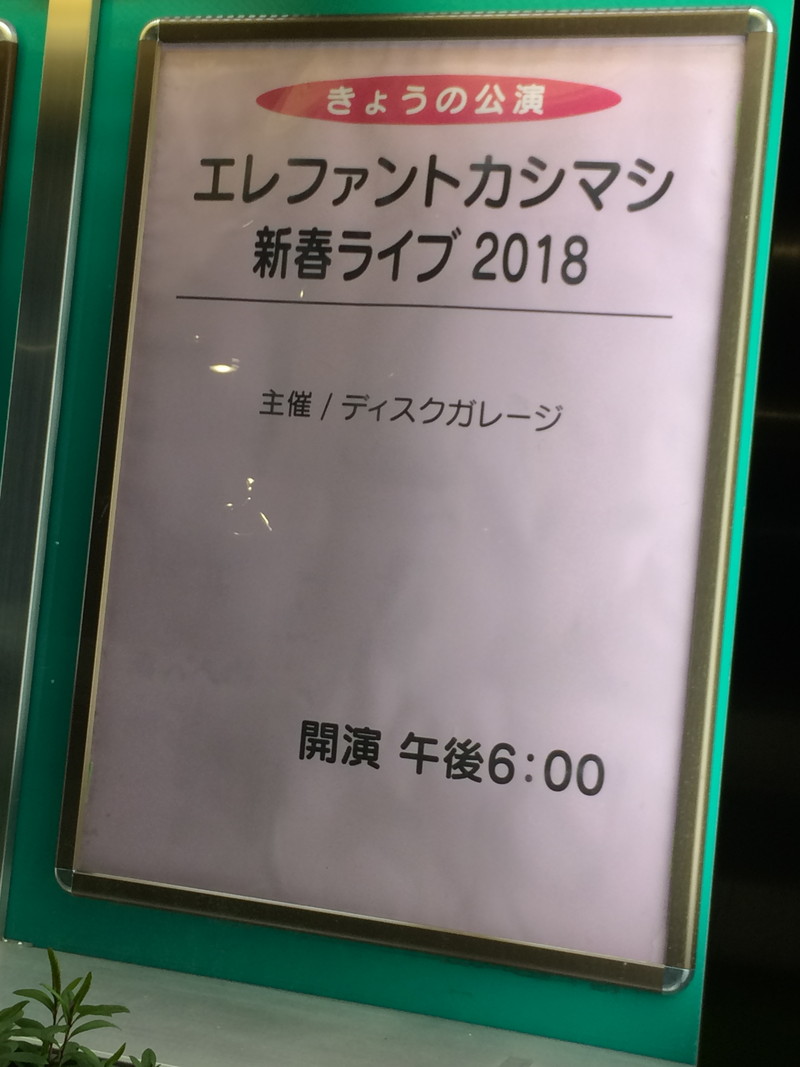 きょうの公演
エレファントカシマシ
新春ライブ 2018
主催 / ディスクガレージ
開演 午後6:00